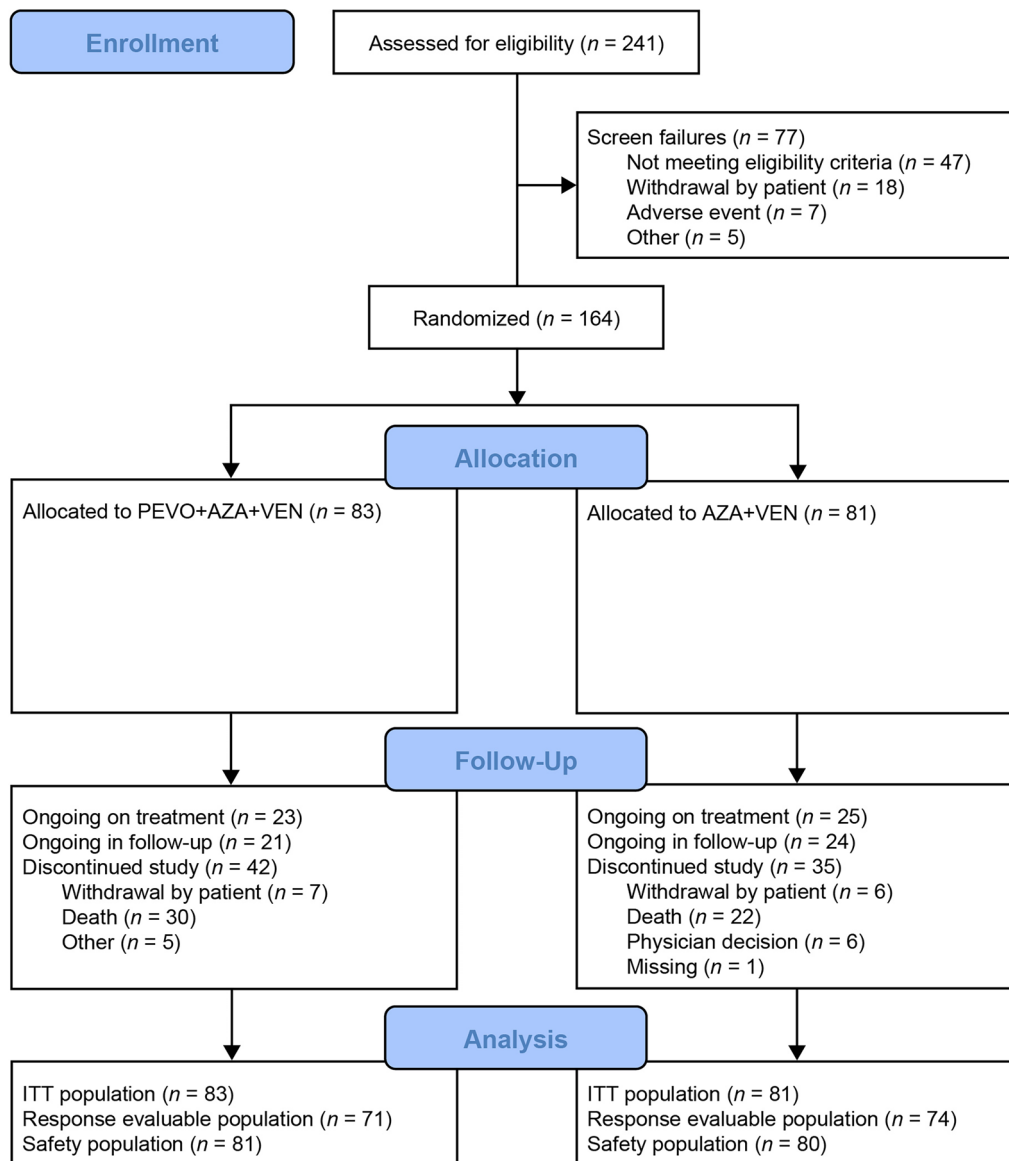 Enrollment
Assessed for eligibility (n = 241)
Screen failures (n = 77)
Not meeting eligibility criteria (n = 47)
Withdrawal by patient (n = 18)
Adverse event (n = 7)
Other (n = 5)
Randomized (n = 164)
Allocation
Allocated to PEVO+AZA+VEN (n = 83)
Allocated to AZA+VEN (n = 81)
Follow-Up
Ongoing on treatment (n = 23)
Ongoing in follow-up (n = 21)
Discontinued study (n = 42)
Withdrawal by patient (n = 7)
Death (n = 30)
Other (n = 5)
Ongoing on treatment (n = 25)
Ongoing in follow-up (n = 24)
Discontinued study (n = 35)
Withdrawal by patient (n = 6)
Death (n = 22)
Physician decision (n = 6)
Missing (n = 1)
Analysis
ITT population (n = 83)
Response evaluable population (n = 71)
Safety population (n = 81)
ITT population (n = 81)
Response evaluable population (n = 74)
Safety population (n = 80)